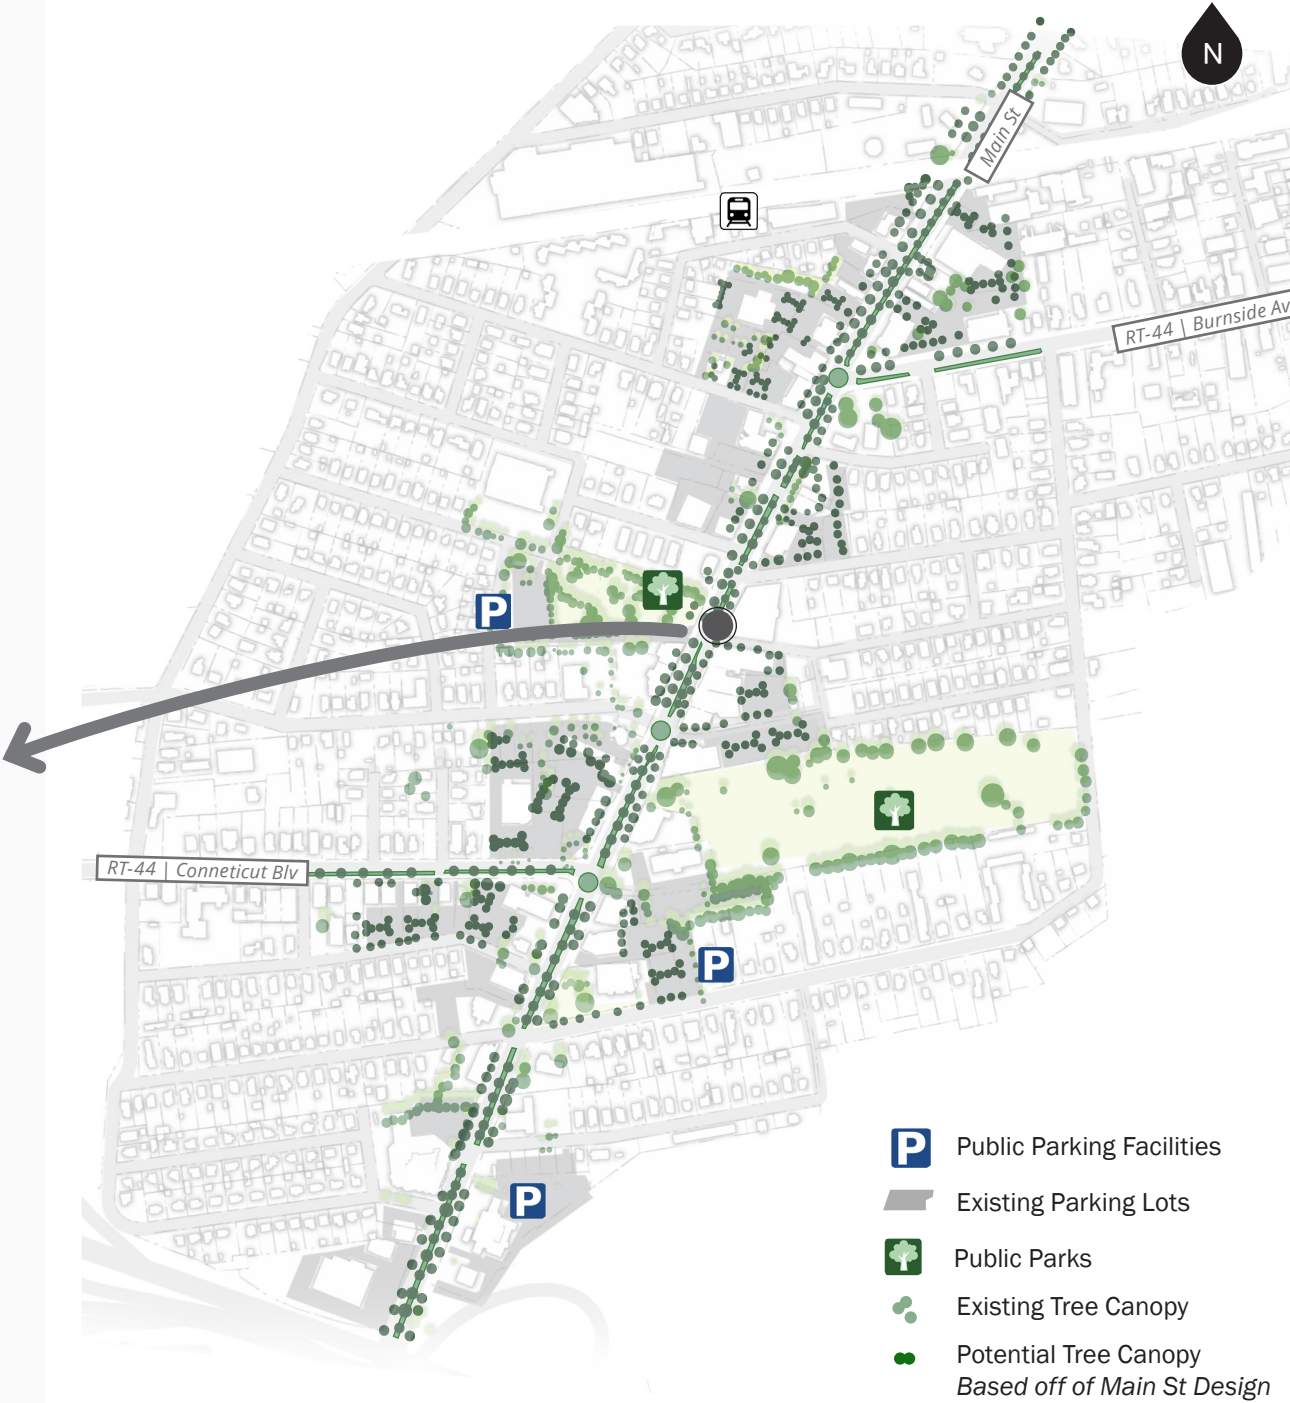 N
Main St
RT-44 | Burnside Av
P
RT-44 | Conneticut Blv
P
P
P Public Parking Facilities
Existing Parking Lots
Public Parks
Existing Tree Canopy
Potential Tree Canopy
Based off of Main St Design